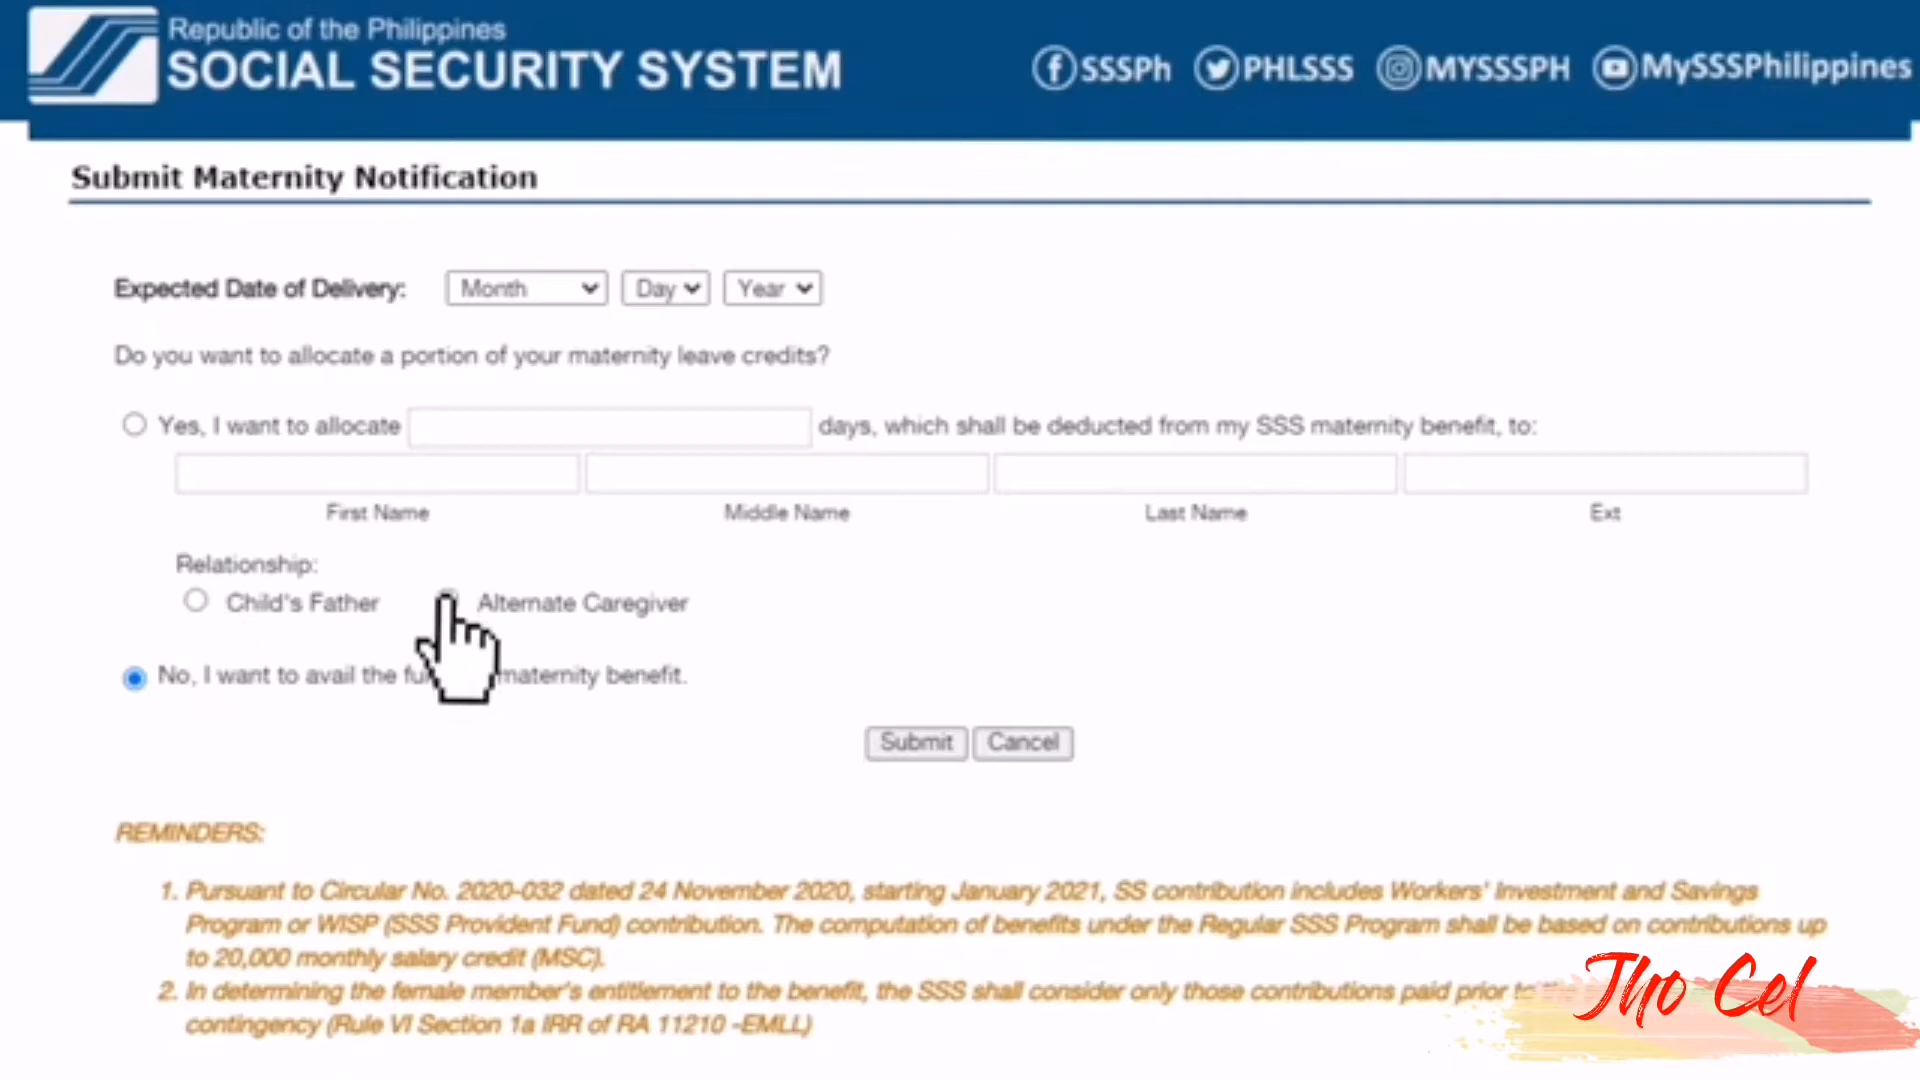 Republic of the Philippines
SOCIAL SECURITY SYSTEM
SSSPh PHLSSS MYSSSPH MySSSPhilippines
Submit Maternity Notification
Expected Date of Delivery: Month Day Year
Do you want to allocate a portion of your maternity leave credits?
Yes, I want to allocate days, which shall be deducted from my SSS maternity benefit, to:
First Name Middle Name Last Name Ext
Relationship:
Child's Father Alternate Caregiver
No, I want to avail the maternity benefit.
Submit Cancel
REMINDERS:
1. Pursuant to Circular No. 2020-032 dated 24 November 2020, starting January 2021, SS contribution includes Workers' Investment and Savings
Program or WISP (SSS Provident Fund) contribution. The computation of benefits under the Regular SSS Program shall be based on contributions up
to 20,000 monthly salary credit (MSC).
2. In determining the female member's entitlement to the benefit, the SSS shall consider only those contributions paid prior
contingency (Rule VI Section 1a IRR of RA 11210 -EMLL)
Jho Cel